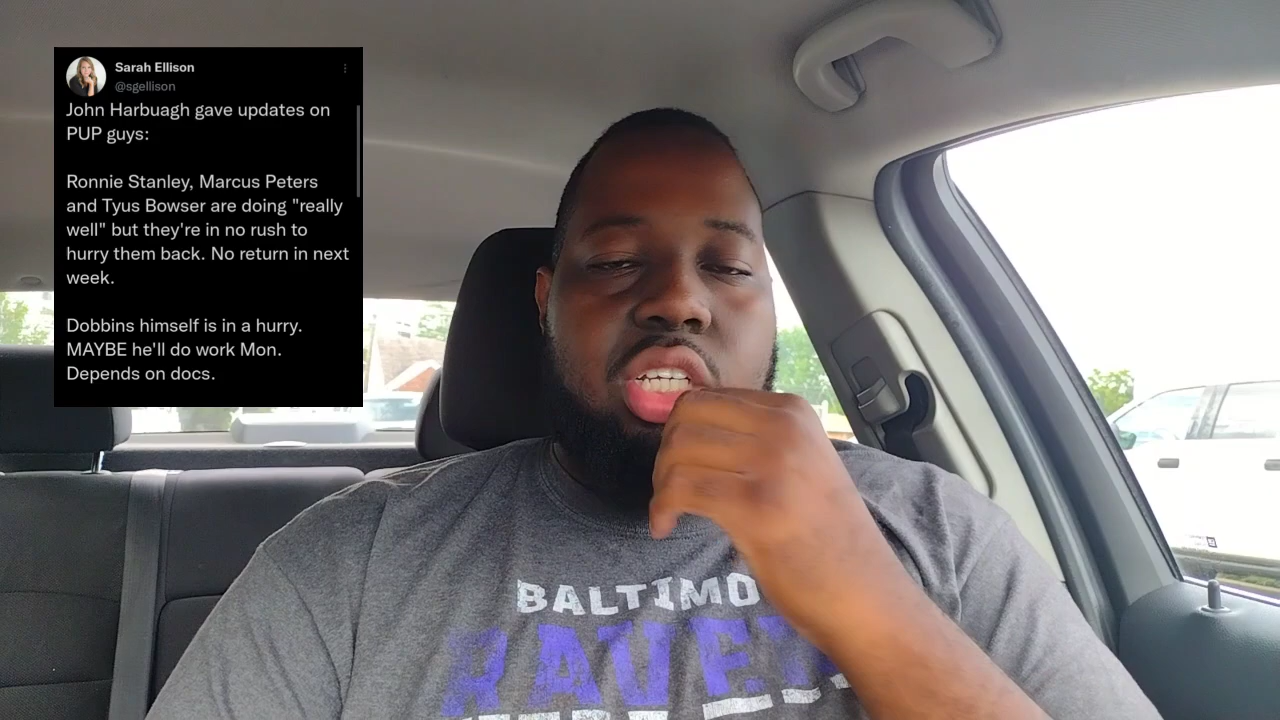 Sarah Ellison
@sgellison
John Harbuagh gave updates on
PUP guys:
Ronnie Stanley, Marcus Peters
and Tyus Bowser are doing "really
well" but they're in no rush to
hurry them back. No return in next
week.
Dobbins himself is in a hurry.
MAYBE he'll do work Mon.
Depends on docs.
BALTIMO
RAVEN